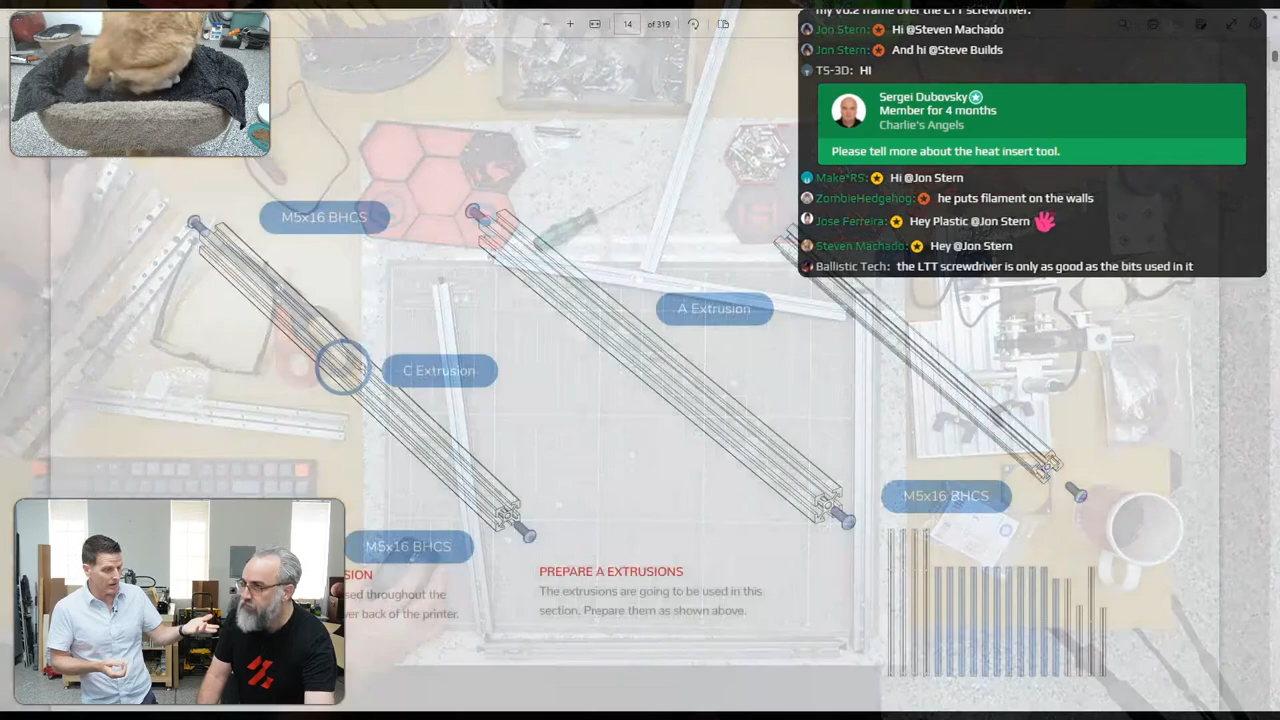 14 of 319
my V0.2 frame over the LTT screwdriver.
Jon Stern: Hi @Steven Machado
Jon Stern: And hi @Steve Builds
TS-3D: HI
Sergei Dubovsky
Member for 4 months
Charlie's Angels
Please tell more about the heat insert tool.
Make*RS: Hi @Jon Stern
ZombieHedgehog: he puts filament on the walls
Jose Ferreira: Hey Plastic @Jon Stern
Steven Machado: Hey @Jon Stern
Ballistic Tech: the LTT screwdriver is only as good as the bits used in it
M5x16 BHCS
A Extrusion
C Extrusion
M5x16 BHCS
M5x16 BHCS
SION
sed throughout the
ver back of the printer.
PREPARE A EXTRUSIONS
The extrusions are going to be used in this
section. Prepare them as shown above.